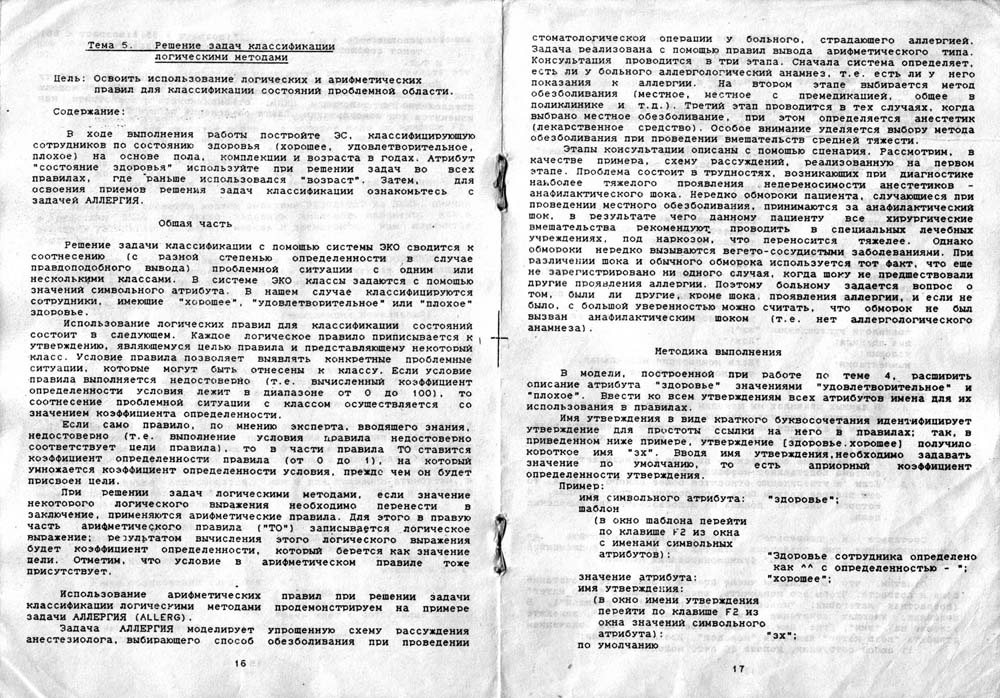 Тема 5.   Решение задач классификации
логическими методами
Цель: Освоить использование логических и арифметических
правил для классификации состояний проблемной области.
Содержание:
В ходе выполнения работы постройте ЭС, классифицирующую
сотрудников по состоянию здоровья (хорошее, удовлетворительное,
плохое) на основе пола, комплекции и возраста в годах. Атрибут
"состояние здоровья" используйте при решении задач во всех
правилах, где раньше использовался "возраст". Затем, для
освоения приемов решения задач классификации ознакомьтесь с
задачей АЛЛЕРГИЯ.
Общая часть
Решение задачи классификации с помощью системы ЭКО сводится к
соотнесению (с разной степенью определенности в случае
правдоподобного вывода) проблемной ситуации с одним или
несколькими классами. В системе ЭКО классы задаются с помощью
значений символьного атрибута. В нашем случае классифицируются
сотрудники, имеющие "хорошее", "удовлетворительное" или "плохое"
здоровье.
Использование логических правил для классификации состояний
состоит в следующем. Каждое логическое правило приписывается к
утверждению, являющемуся целью правила и представляющему некоторый
класс. Условие правила позволяет выявлять конкретные проблемные
ситуации, которые могут быть отнесены к классу. Если условие
правила выполняется недостоверно (т.е. вычисленный коэффициент
определенности условия лежит в диапазоне от 0 до 100), то
соотнесение проблемной ситуации с классом осуществляется со
значением коэффициента определенности.
Если само правило, по мнению эксперта, вводящего знания,
недостоверно (т.е. выполнение условия правила недостоверно
соответствует цели правила), то в части правила ТО ставится
коэффициент определенности правила (от 0 до 1), на который
умножается коэффициент определенности условия, прежде чем он будет
присвоен цели.
При решении задач логическими методами, если значение
некоторого логического выражения необходимо перенести в
заключение, применяются арифметические правила. Для этого в правую
часть арифметического правила ("ТО") записывается логическое
выражение; результатом вычисления этого логического выражения
будет коэффициент определенности, который берется как значение
цели. Отметим, что условие в арифметическом правиле тоже
присутствует.
Использование арифметических правил при решении задачи
классификации логическими методами продемонстрируем на примере
задачи АЛЛЕРГИЯ (ALLERG).
Задача АЛЛЕРГИЯ моделирует упрощенную схему рассуждения
анестезиолога, выбирающего способ обезболивания при проведении
16
стоматологической операции у больного, страдающего аллергией.
Задача реализована с помощью правил вывода арифметического типа.
Консультация проводится в три этапа. Сначала система определяет,
есть ли у больного аллергологический анамнез, т.е. есть ли у него
показания к аллергии. На втором этапе выбирается метод
обезболивания (местное, местное с премедикацией, общее в
поликлинике и т.д.). Третий этап проводится в тех случаях, когда
выбрано местное обезболивание, при этом определяется анестетик
(лекарственное средство). Особое внимание уделяется выбору метода
обезболивания при проведении вмешательств средней тяжести.
Этапы консультации описаны с помощью сценария. Рассмотрим, в
качестве примера, схему рассуждений, реализованную на первом
этапе. Проблема состоит в трудностях, возникающих при диагностике
наиболее тяжелого проявления непереносимости анестетиков -
анафилактического шока. Нередко обмороки пациента, случающиеся при
проведении местного обезболивания, принимаются за анафилактический
шок, в результате чего данному пациенту все хирургические
вмешательства рекомендуют проводить в специальных лечебных
учреждениях, под наркозом, что переносится тяжелее. Однако
обмороки нередко вызываются вегето-сосудистыми заболеваниями. При
различении шока и обычного обморока используется тот факт, что еще
не зарегистрировано ни одного случая, когда шоку не предшествовали
другие проявления аллергии. Поэтому больному задается вопрос о
том, были ли другие, кроме шока, проявления аллергии, и если не
было, с большой уверенностью можно считать, что обморок не был
вызван анафилактическим шоком (т.е. нет аллергологического
анамнеза).
Методика выполнения
В модели, построенной при работе по теме 4, расширить
описание атрибута "здоровье" значениями "удовлетворительное" и
"плохое". Ввести ко всем утверждениям всех атрибутов имена для их
использования в правилах.
Имя утверждения в виде краткого буквосочетания идентифицирует
утверждение для простоты ссылки на него в правилах; так, в
приведенном ниже примере, утверждение [здоровье.хорошее] получило
короткое имя "зх". Вводя имя утверждения,необходимо задавать
значение по умолчанию, то есть априорный коэффициент
определенности утверждения.
Пример:
имя символьного атрибута:   "здоровье";
шаблон
(в окно шаблона перейти
по клавише F2 из окна
с именами символьных
атрибутов):   "Здоровье сотрудника определено
как ^^ с определенностью - ";
значение атрибута:   "хорошее";
имя утверждения:
(в окно имени утверждения
перейти по клавише F2 из
окна значений символьного
атрибута):   "зх";
по умолчанию
17